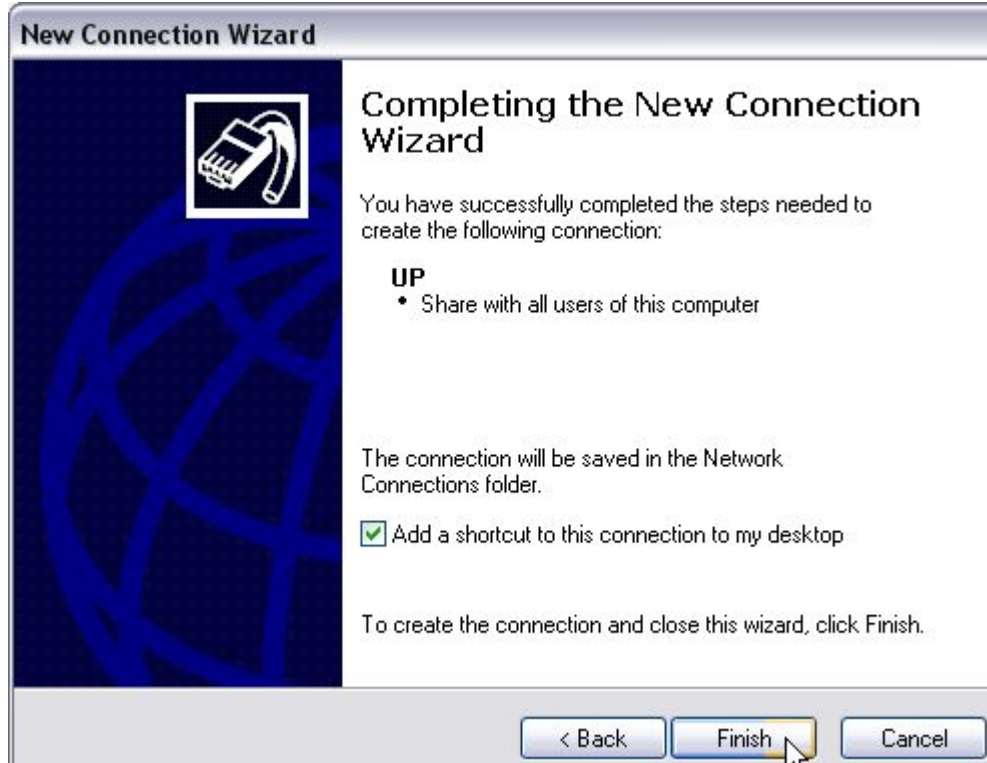 New Connection Wizard
Completing the New Connection
Wizard
You have successfully completed the steps needed to
create the following connection:
UP
• Share with all users of this computer
The connection will be saved in the Network
Connections folder.
Add a shortcut to this connection to my desktop
To create the connection and close this wizard, click Finish.
< Back Finish Cancel